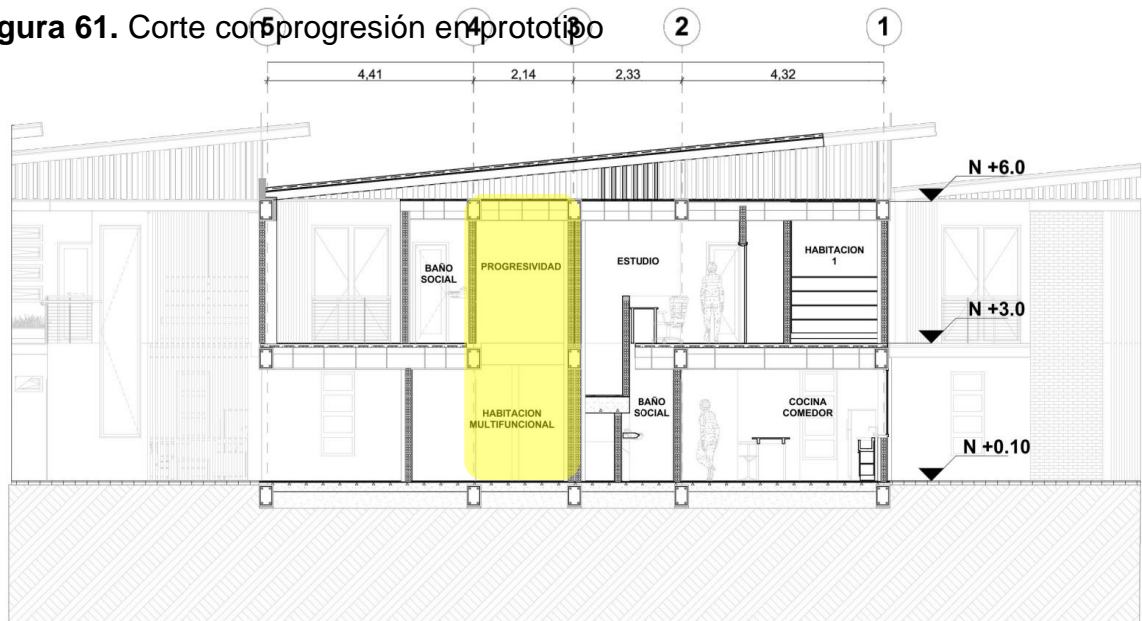 gura 61. Corte con progresión en prototipo
5 4 3 2 1
4,41 2,14 2,33 4,32
N +6.0
BAÑO
SOCIAL
PROGRESIVIDAD
ESTUDIO
HABITACION
1
N +3.0
HABITACION
MULTIFUNCIONAL
BAÑO
SOCIAL
COCINA
COMEDOR
N +0.10